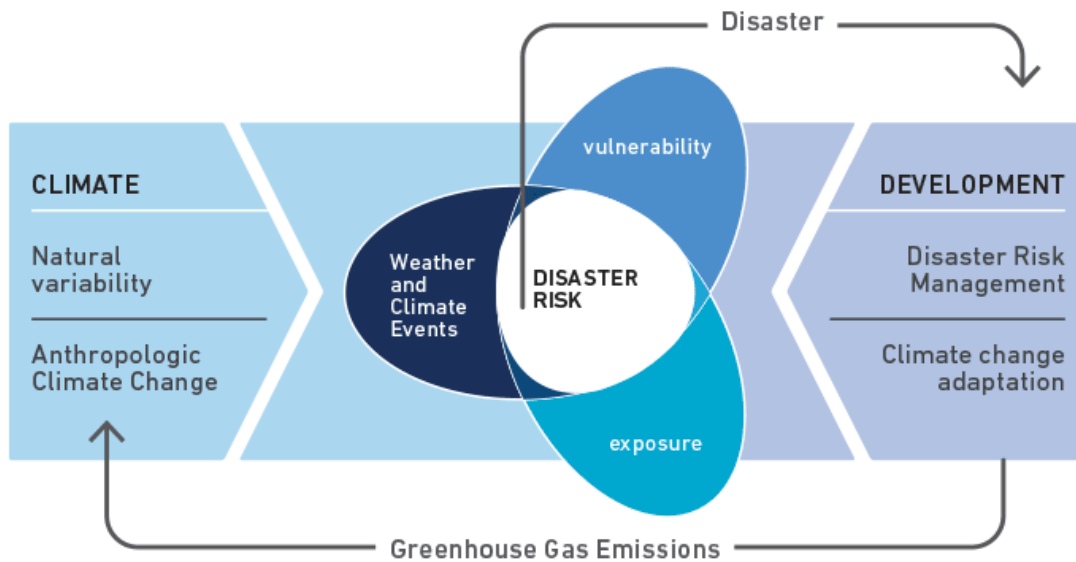 Disaster
CLIMATE
Natural
variability
Anthropologic
Climate Change
Weather
and
Climate
Events
DISASTER
RISK
vulnerability
exposure
DEVELOPMENT
Disaster Risk
Management
Climate change
adaptation
Greenhouse Gas Emissions